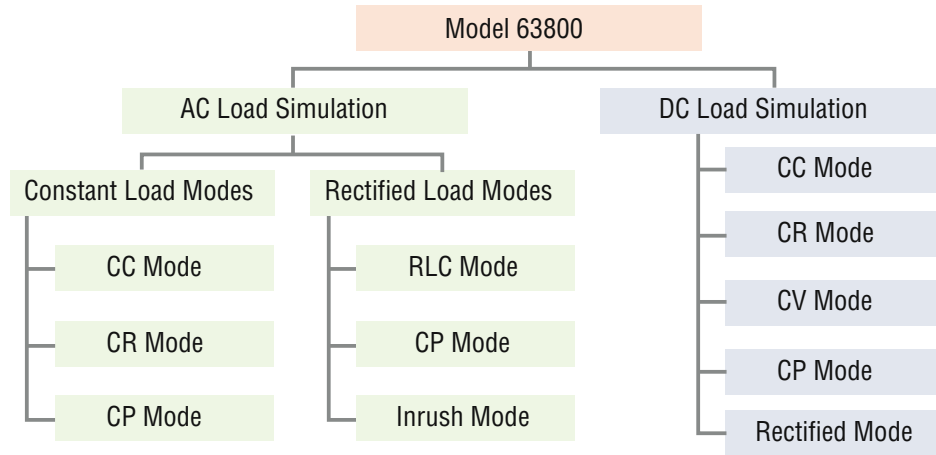 Model 63800
AC Load Simulation
DC Load Simulation
Constant Load Modes
Rectified Load Modes
CC Mode
CR Mode
CP Mode
RLC Mode
CP Mode
Inrush Mode
CC Mode
CR Mode
CV Mode
CP Mode
Rectified Mode